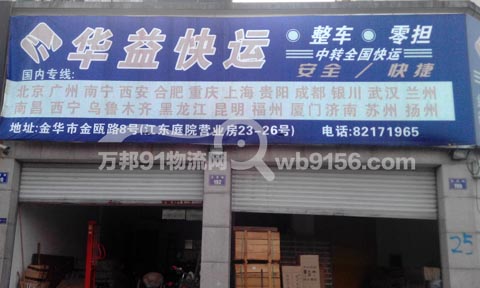 华益快运
整车 零担
中转全国快运
安全/快捷
国内专线:
北京 广州 南宁 西安 合肥 重庆 上海 贵阳 成都 银川 武汉 兰州
南昌 西宁 乌鲁木齐 黑龙江 昆明 福州 厦门 济南 苏州 扬州
地址:金华市金瓯路8号(江东庭院营业房23-26号) 电话:82171965
万邦91物流网 wb9156.com
25